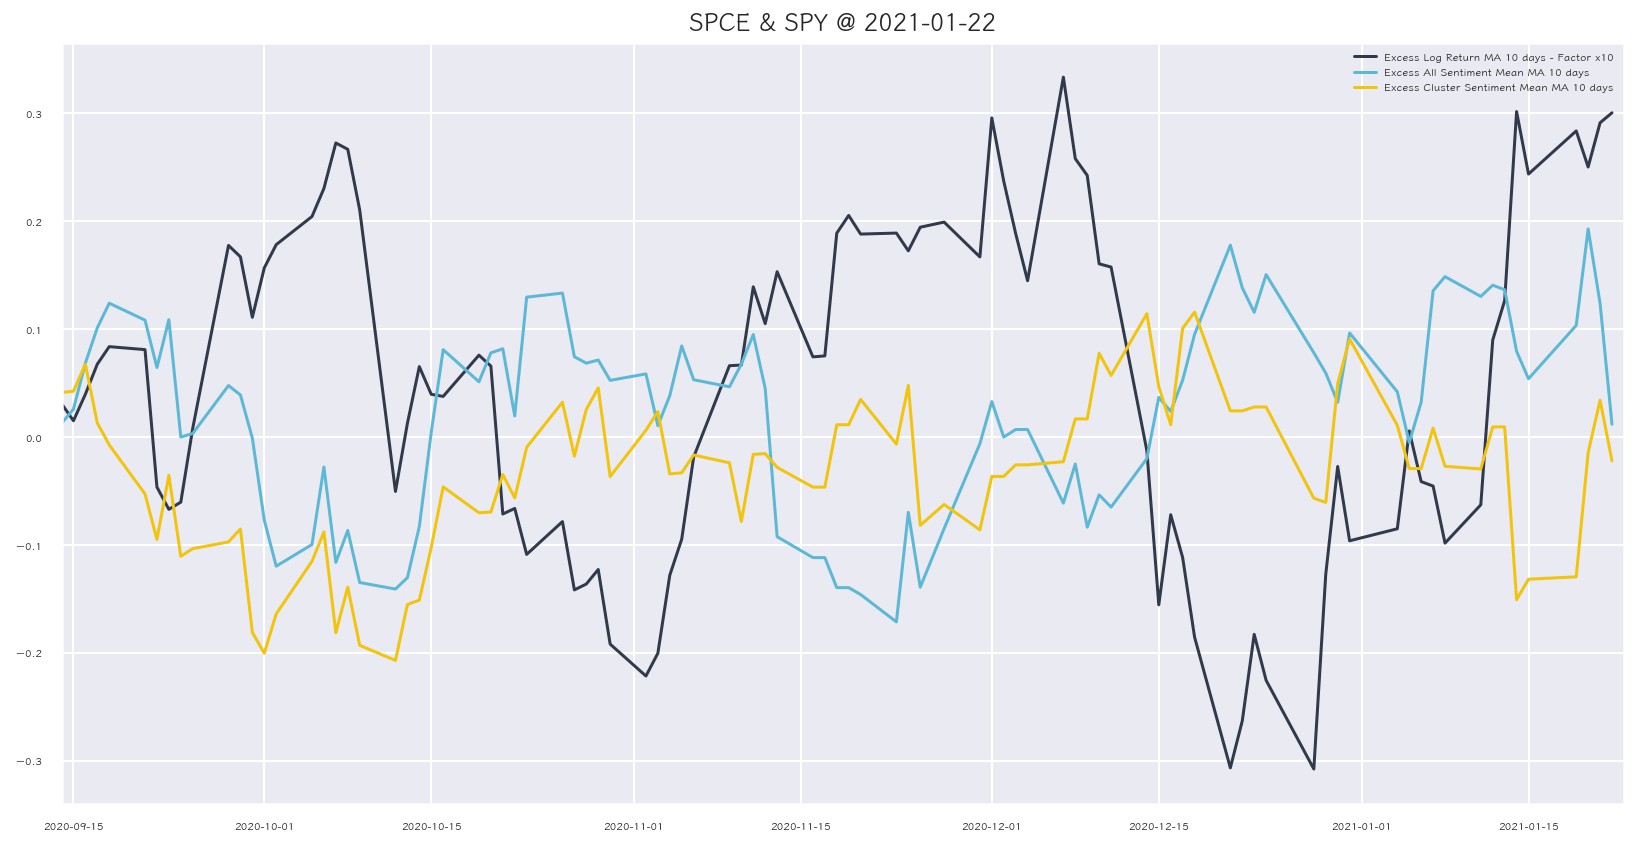 SPCE & SPY @ 2021-01-22
Excess Log Return MA 10 days - Factor x10
Excess All Sentiment Mean MA 10 days
Excess Cluster Sentiment Mean MA 10 days
0.3
0.2
0.1
0.0
−0.1
−0.2
−0.3
2020-09-15 2020-10-01 2020-10-15 2020-11-01 2020-11-15 2020-12-01 2020-12-15 2021-01-01 2021-01-15